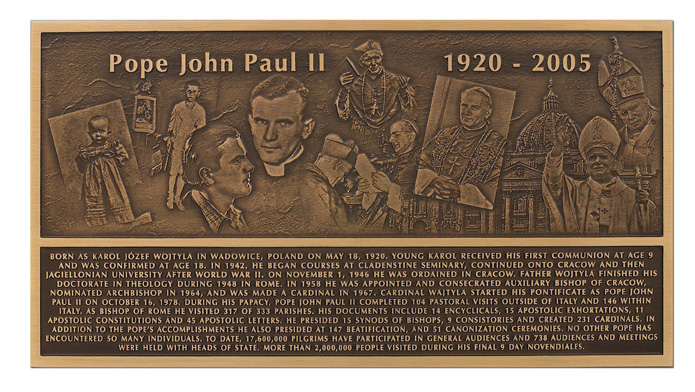 Pope John Paul II 1920 - 2005
BORN AS KAROL JÓZEF WOJTYLA IN WADOWICE, POLAND ON MAY 18, 1920. YOUNG KAROL RECEIVED HIS FIRST COMMUNION AT AGE 9
AND WAS CONFIRMED AT AGE 18. IN 1942, HE BEGAN COURSES AT CLADENSTINE SEMINARY, CONTINUED ONTO CRACOW AND THEN
JAGIELLONIAN UNIVERSITY AFTER WORLD WAR II. ON NOVEMBER 1, 1946 HE WAS ORDAINED IN CRACOW. FATHER WOJTYLA FINISHED HIS
DOCTORATE IN THEOLOGY DURING 1948 IN ROME. IN 1958 HE WAS APPOINTED AND CONSECRATED AUXILIARY BISHOP OF CRACOW,
NOMINATED ARCHBISHOP IN 1964, AND WAS MADE A CARDINAL IN 1967. CARDINAL WAJTYLA STARTED HIS PONTIFICATE AS POPE JOHN
PAUL II ON OCTOBER 16, 1978. DURING HIS PAPACY, POPE JOHN PAUL II COMPLETED 104 PASTORAL VISITS OUTSIDE OF ITALY AND 146 WITHIN
ITALY. AS BISHOP OF ROME HE VISITED 317 OF 333 PARISHES. HIS DOCUMENTS INCLUDE 14 ENCYCLICALS, 15 APOSTOLIC EXHORTATIONS, 11
APOSTOLIC CONSTITUTIONS AND 45 APOSTOLIC LETTERS. HE PRESIDED 15 SYNODS OF BISHOPS, 9 CONSISTORIES AND CREATED 231 CARDINALS. IN
ADDITION TO THE POPE'S ACCOMPLISHMENTS HE ALSO PRESIDED AT 147 BEATIFICATION, AND 51 CANONIZATION CEREMONIES. NO OTHER POPE HAS
ENCOUNTERED SO MANY INDIVIDUALS. TO DATE, 17,600,000 PILGRIMS HAVE PARTICIPATED IN GENERAL AUDIENCES AND 738 AUDIENCES AND MEETINGS
WERE HELD WITH HEADS OF STATE. MORE THAN 2,000,000 PEOPLE VISITED DURING HIS FINAL 9 DAY NOVENDIALES.